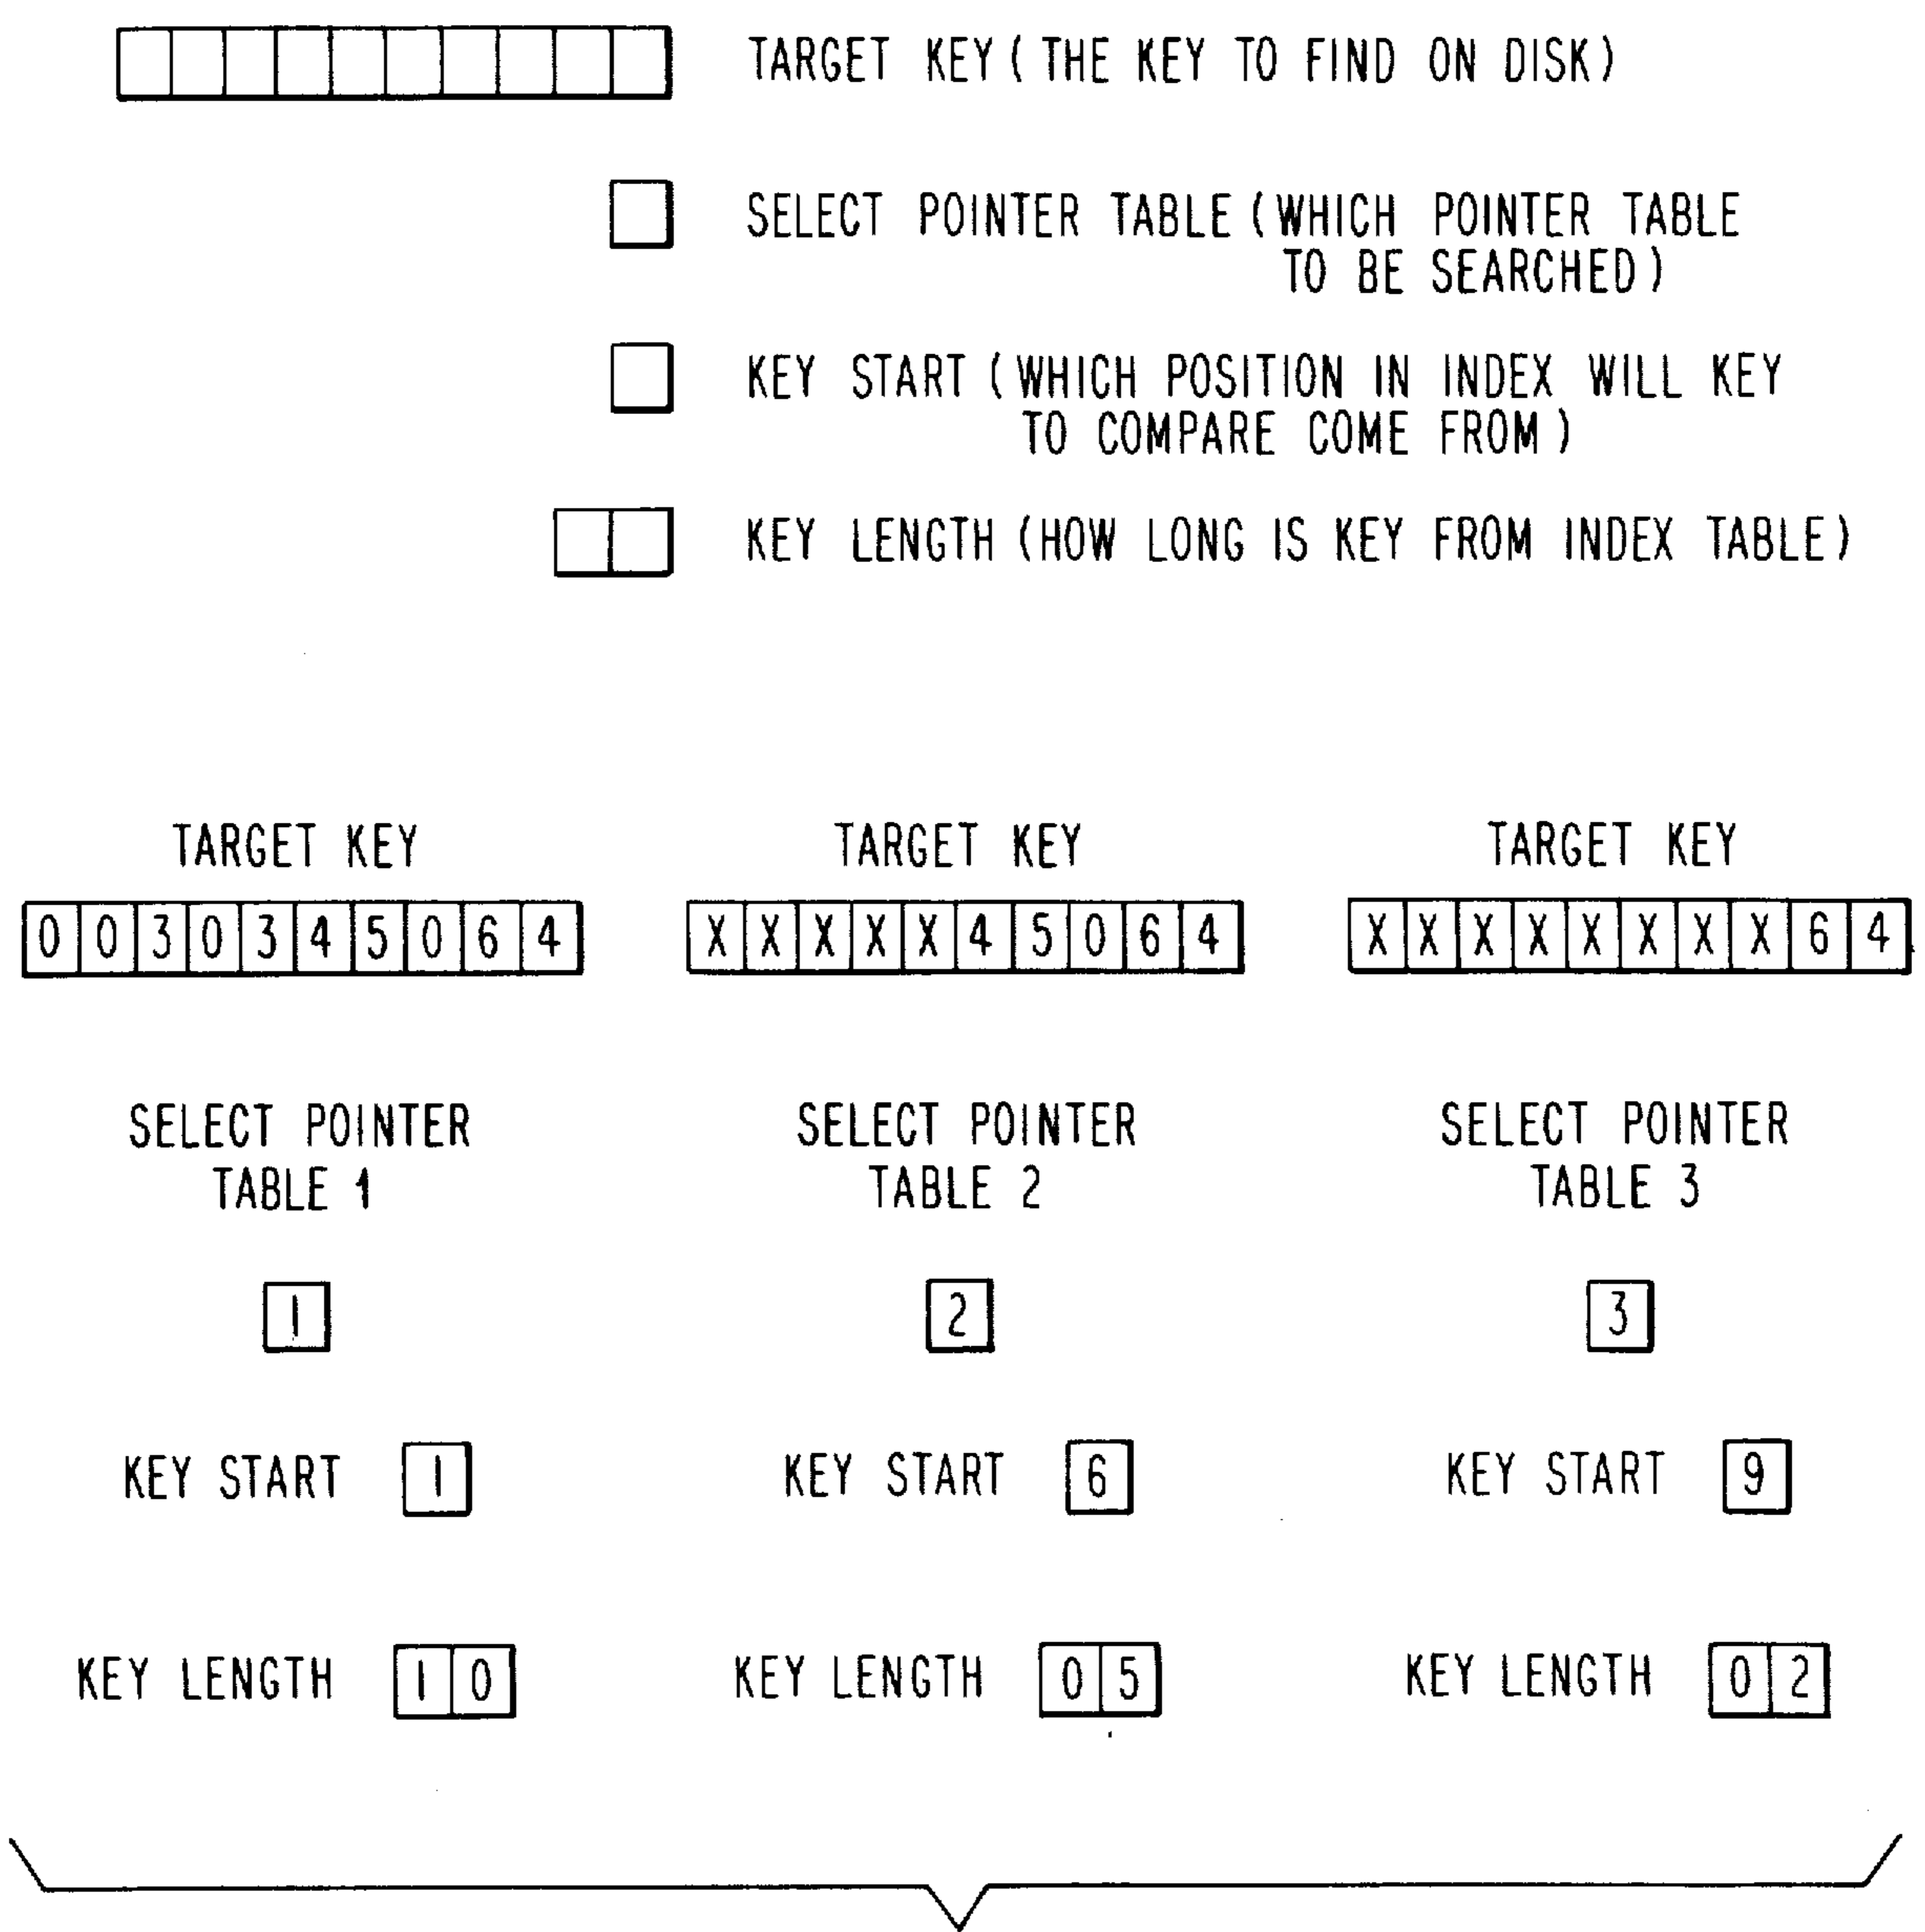 TARGET KEY (THE KEY TO FIND ON DISK)
SELECT POINTER TABLE (WHICH POINTER TABLE
TO BE SEARCHED)
KEY START (WHICH POSITION IN INDEX WILL KEY
TO COMPARE COME FROM)
KEY LENGTH (HOW LONG IS KEY FROM INDEX TABLE)
TARGET KEY TARGET KEY TARGET KEY
0 0 3 0 3 4 5 0 6 4 X X X X X 4 5 0 6 4 X X X X X X X X 6 4
SELECT POINTER SELECT POINTER SELECT POINTER
TABLE 1 TABLE 2 TABLE 3
1 2 3
KEY START 1 KEY START 6 KEY START 9
KEY LENGTH 1 0 KEY LENGTH 0 5 KEY LENGTH 0 2